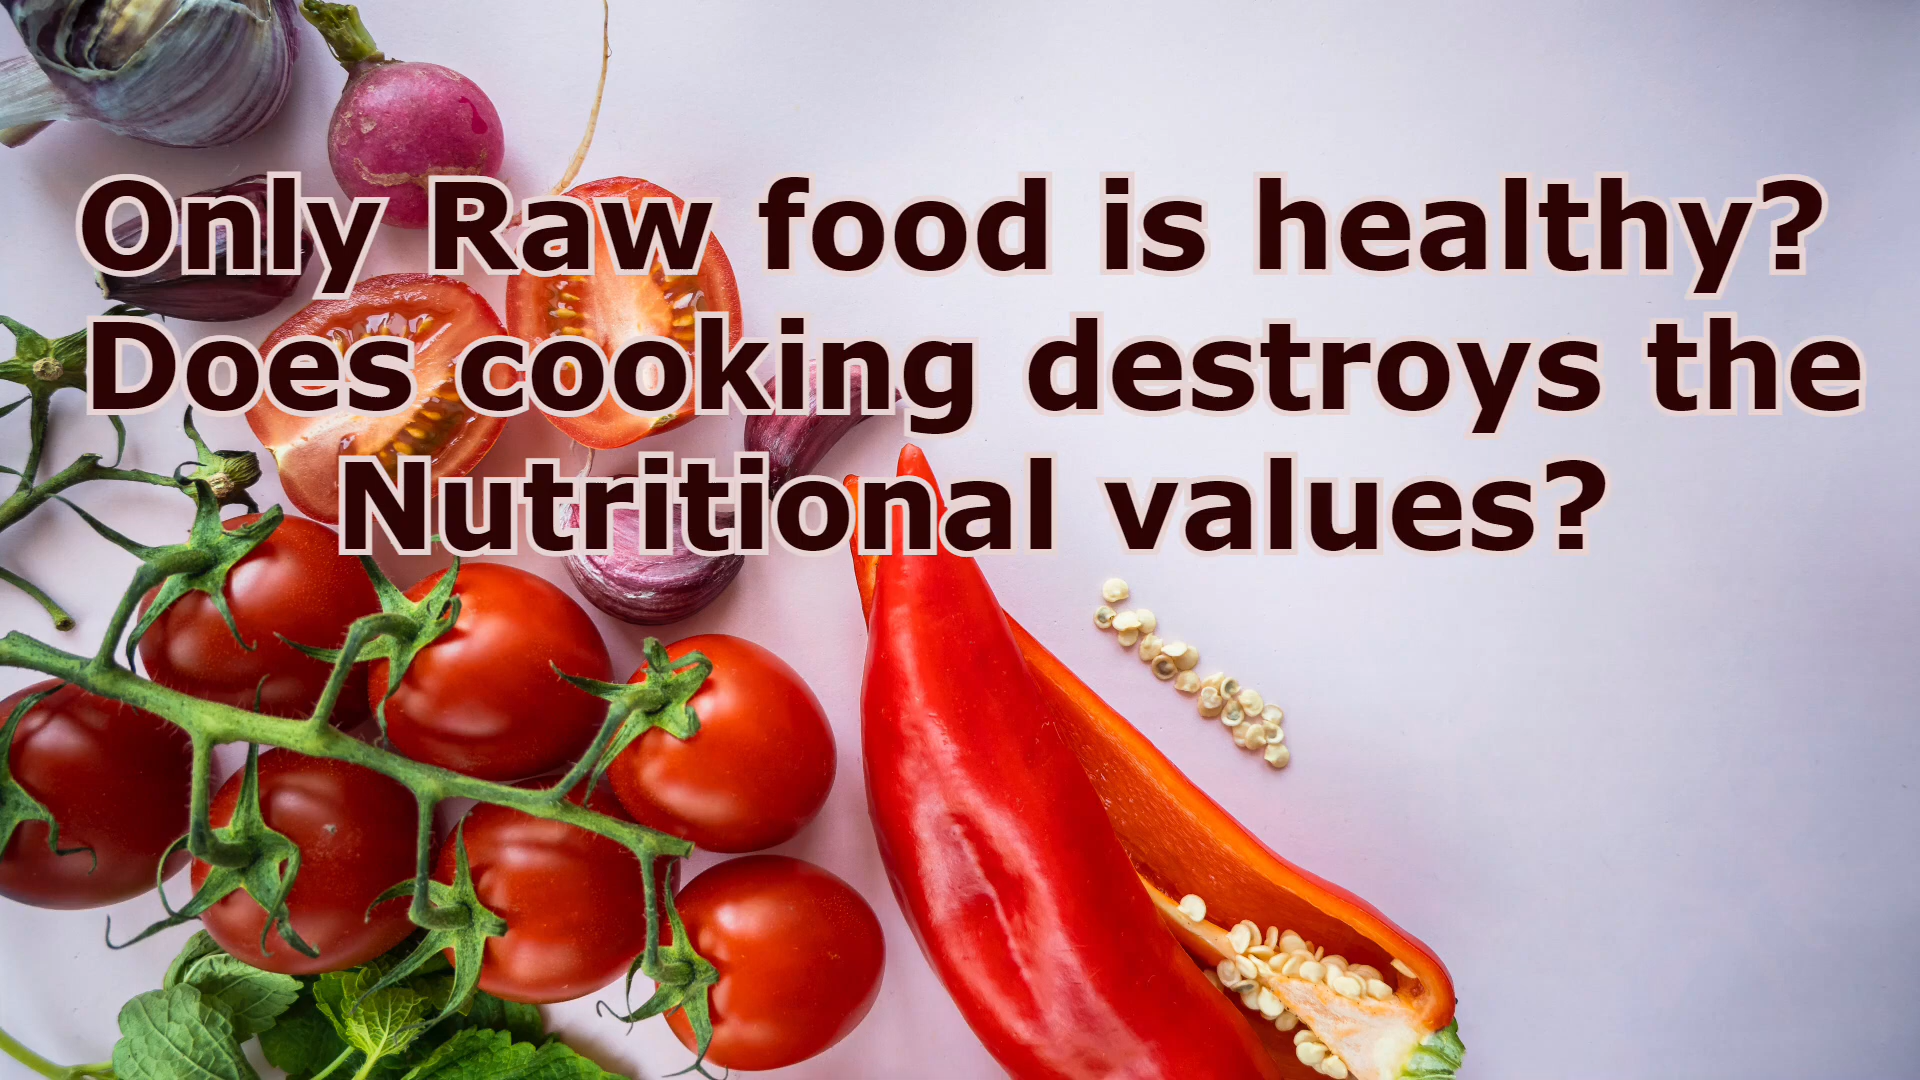 Only Raw food is healthy?
Does cooking destroys the
Nutritional values?